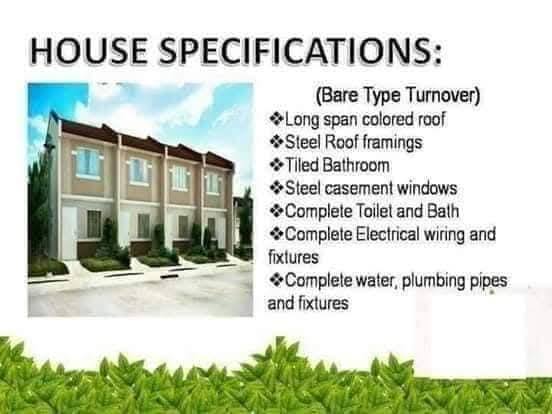 HOUSE SPECIFICATIONS:
(Bare Type Turnover)
❖Long span colored roof
❖Steel Roof framings
❖Tiled Bathroom
❖Steel casement windows
❖Complete Toilet and Bath
❖Complete Electrical wiring and
fixtures
❖Complete water, plumbing pipes
and fixtures